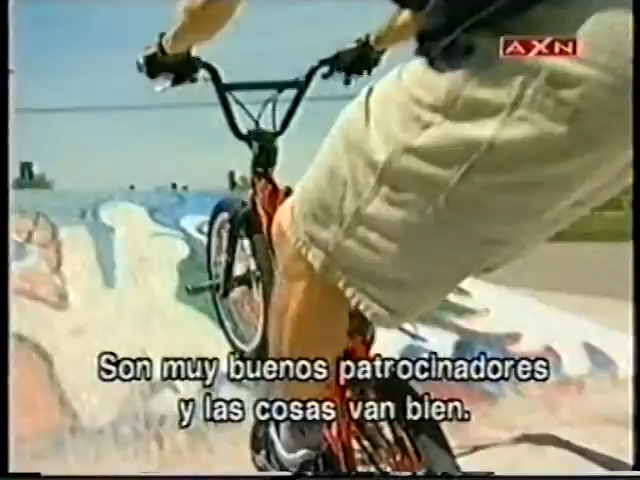 AXN
Son muy buenos patrocinadores
y las cosas van bien.